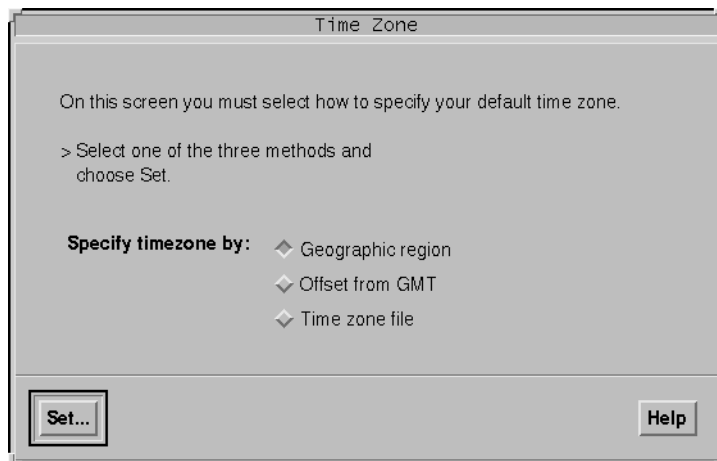 Time Zone
On this screen you must select how to specify your default time zone.
> Select one of the three methods and
choose Set.
Specify timezone by:
Geographic region
Offset from GMT
Time zone file
Set...
Help